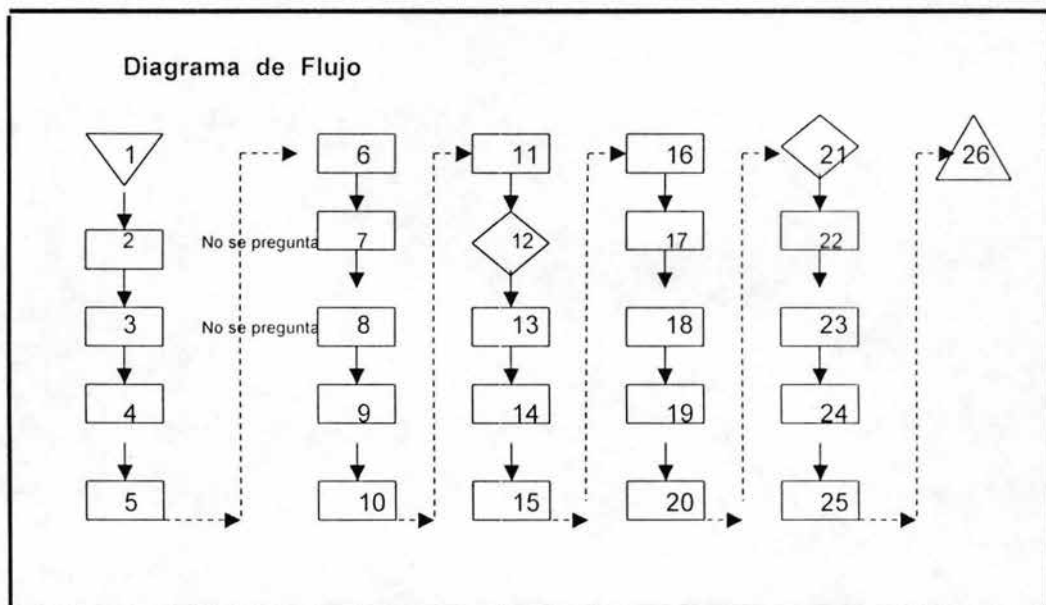 Diagrama de Flujo
1 6 11 16 21 26
2 No se pregunta 7 12 17 22
3 No se pregunta 8 13 18 23
4 9 14 19 24
5 10 15 20 25